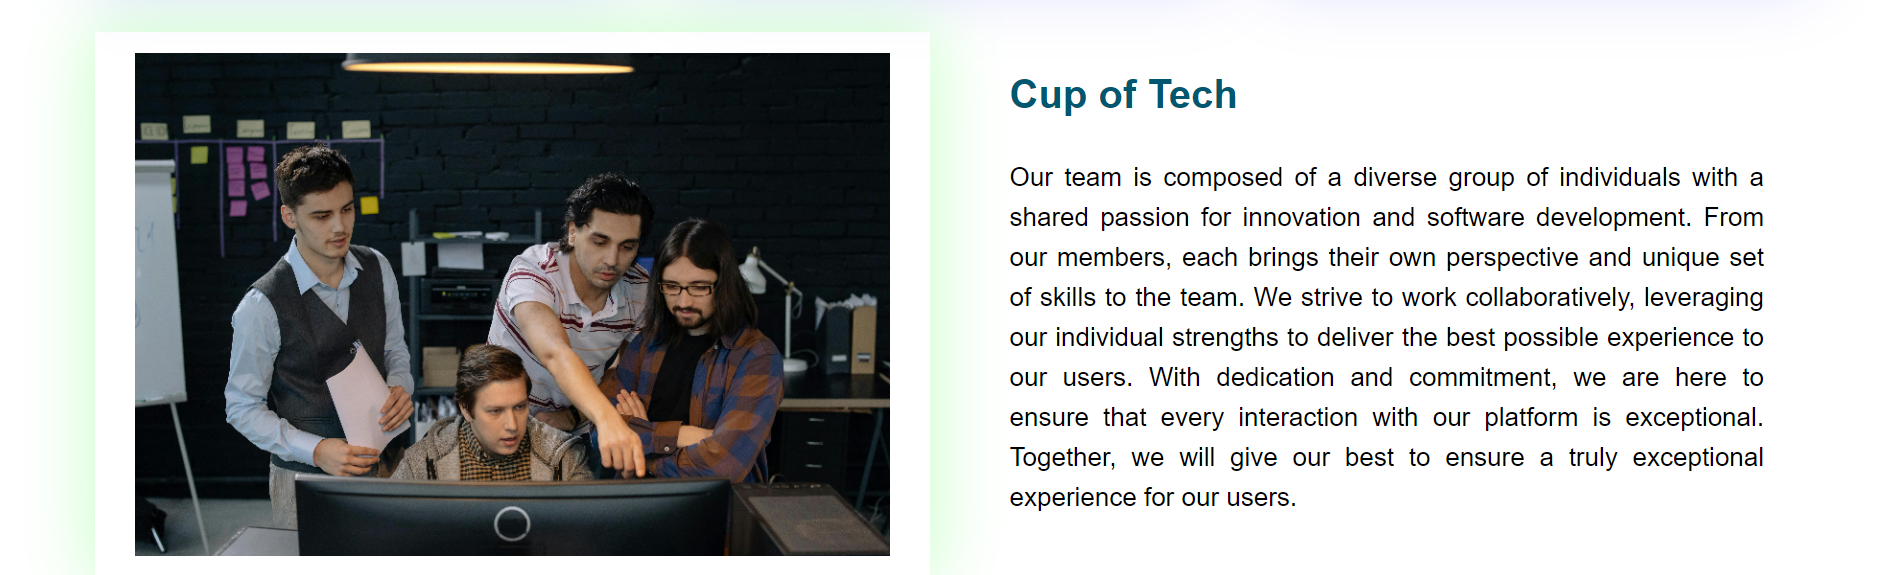 Cup of Tech
Our team is composed of a diverse group of individuals with a
shared passion for innovation and software development. From
our members, each brings their own perspective and unique set
of skills to the team. We strive to work collaboratively, leveraging
our individual strengths to deliver the best possible experience to
our users. With dedication and commitment, we are here to
ensure that every interaction with our platform is exceptional.
Together, we will give our best to ensure a truly exceptional
experience for our users.